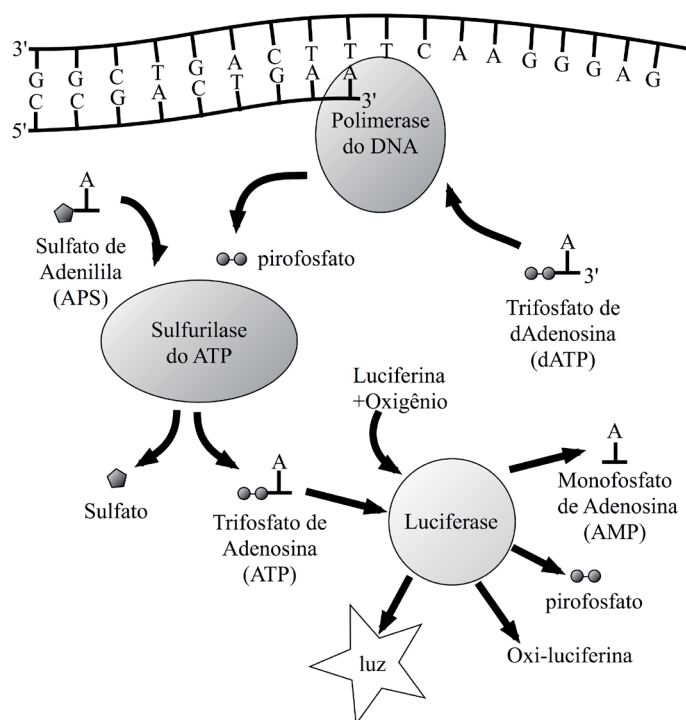 3' G G C T G A C T T T C A A G G G A G
5' C C G A C T G A A 3'
Polimerase
do DNA
A
Sulfato de
Adenilila
(APS)
pirofosfato
A
3'
Trifosfato de
dAdenosina
(dATP)
Sulfurilase
do ATP
Luciferina
+Oxigênio
Sulfato
A
Trifosfato de
Adenosina
(ATP)
Luciferase
A
Monofosfato
de Adenosina
(AMP)
pirofosfato
Oxi-luciferina
luz